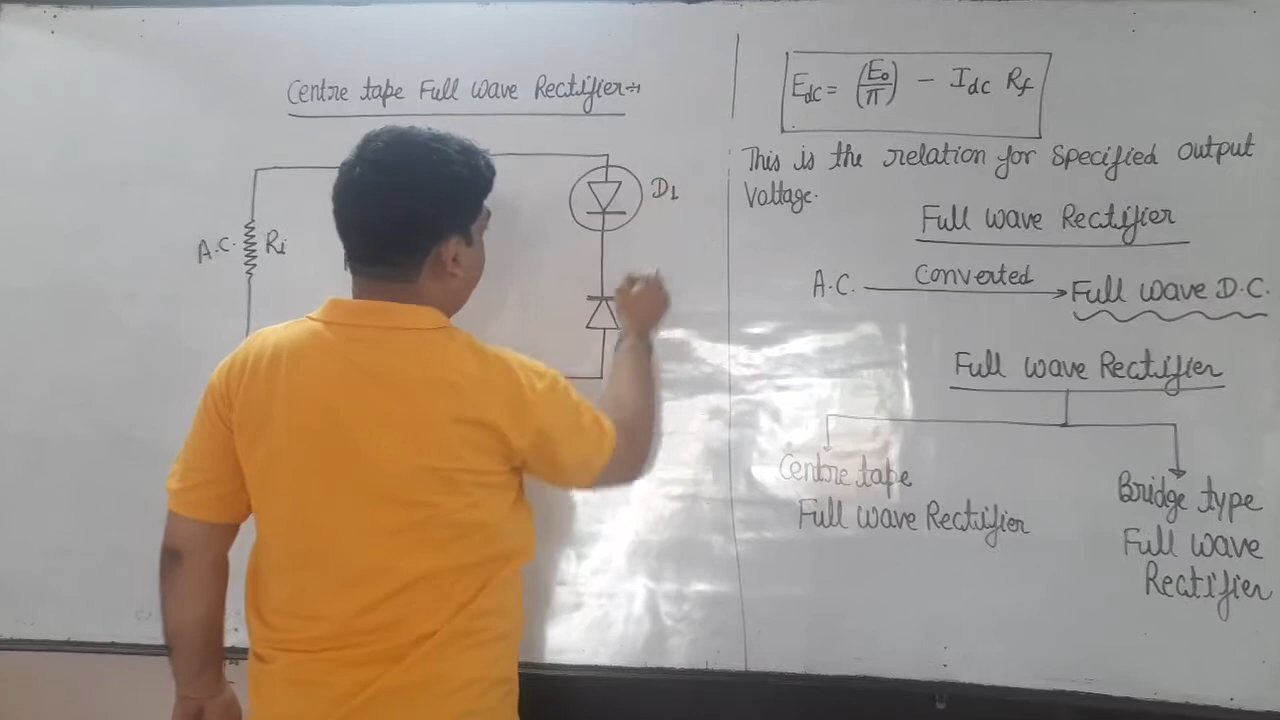 Centre tape Full wave Rectifier→
A.C.
Ri
D1
Edc = (E0/π) - Idc Rf
This is the relation for specified output
Voltage.
Full wave Rectifier
A.C. Converted Full wave D.C.
Full wave Rectifier
Centre tape
Full wave Rectifier
Bridge type
Full wave
Rectifier